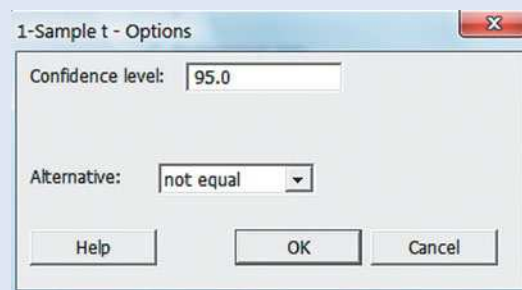 1-Sample t - Options
Confidence level: 95.0
Alternative: not equal
Help OK Cancel